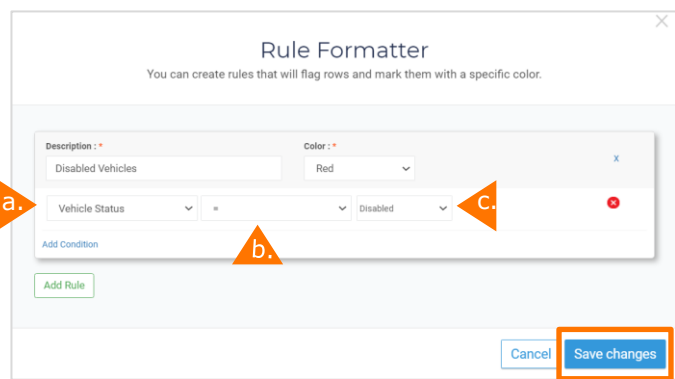 Rule Formatter
You can create rules that will flag rows and mark them with a specific color.
Description : * Color : *
Disabled Vehicles Red x
a. Vehicle Status = Disabled c.
b.
Add Condition
Add Rule
Cancel Save changes